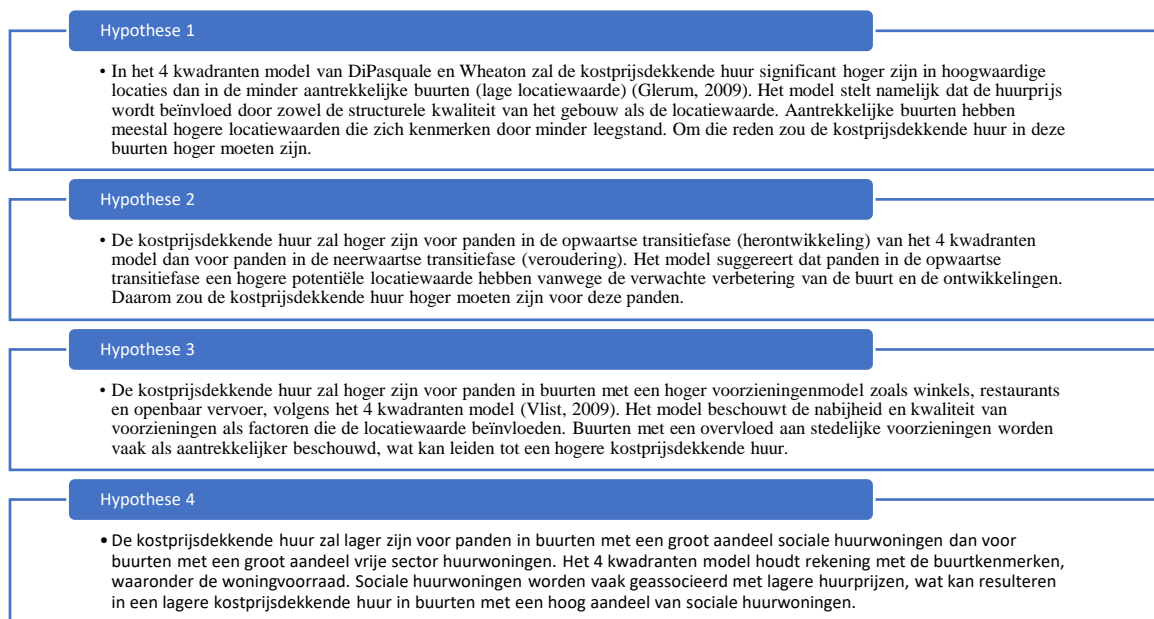 Hypothese 1
• In het 4 kwadranten model van DiPasquale en Wheaton zal de kostprijsdekkende huur significant hoger zijn in hoogwaardige
locaties dan in de minder aantrekkelijke buurten (lage locatiewaarde) (Glerum, 2009). Het model stelt namelijk dat de huurprijs
wordt beïnvloed door zowel de structurele kwaliteit van het gebouw als de locatiewaarde. Aantrekkelijke buurten hebben
meestal hogere locatiewaarden die zich kenmerken door minder leegstand. Om die reden zou de kostprijsdekkende huur in deze
buurten hoger moeten zijn.
Hypothese 2
• De kostprijsdekkende huur zal hoger zijn voor panden in de opwaartse transitiefase (herontwikkeling) van het 4 kwadranten
model dan voor panden in de neerwaartse transitiefase (veroudering). Het model suggereert dat panden in de opwaartse
transitiefase een hogere potentiële locatiewaarde hebben vanwege de verwachte verbetering van de buurt en de ontwikkelingen.
Daarom zou de kostprijsdekkende huur hoger moeten zijn voor deze panden.
Hypothese 3
• De kostprijsdekkende huur zal hoger zijn voor panden in buurten met een hoger voorzieningenmodel zoals winkels, restaurants
en openbaar vervoer, volgens het 4 kwadranten model (Vlist, 2009). Het model beschouwt de nabijheid en kwaliteit van
voorzieningen als factoren die de locatiewaarde beïnvloeden. Buurten met een overvloed aan stedelijke voorzieningen worden
vaak als aantrekkelijker beschouwd, wat kan leiden tot een hogere kostprijsdekkende huur.
Hypothese 4
• De kostprijsdekkende huur zal lager zijn voor panden in buurten met een groot aandeel sociale huurwoningen dan voor
buurten met een groot aandeel vrije sector huurwoningen. Het 4 kwadranten model houdt rekening met de buurtkenmerken,
waaronder de woningvoorraad. Sociale huurwoningen worden vaak geassocieerd met lagere huurprijzen, wat kan resulteren
in een lagere kostprijsdekkende huur in buurten met een hoog aandeel van sociale huurwoningen.